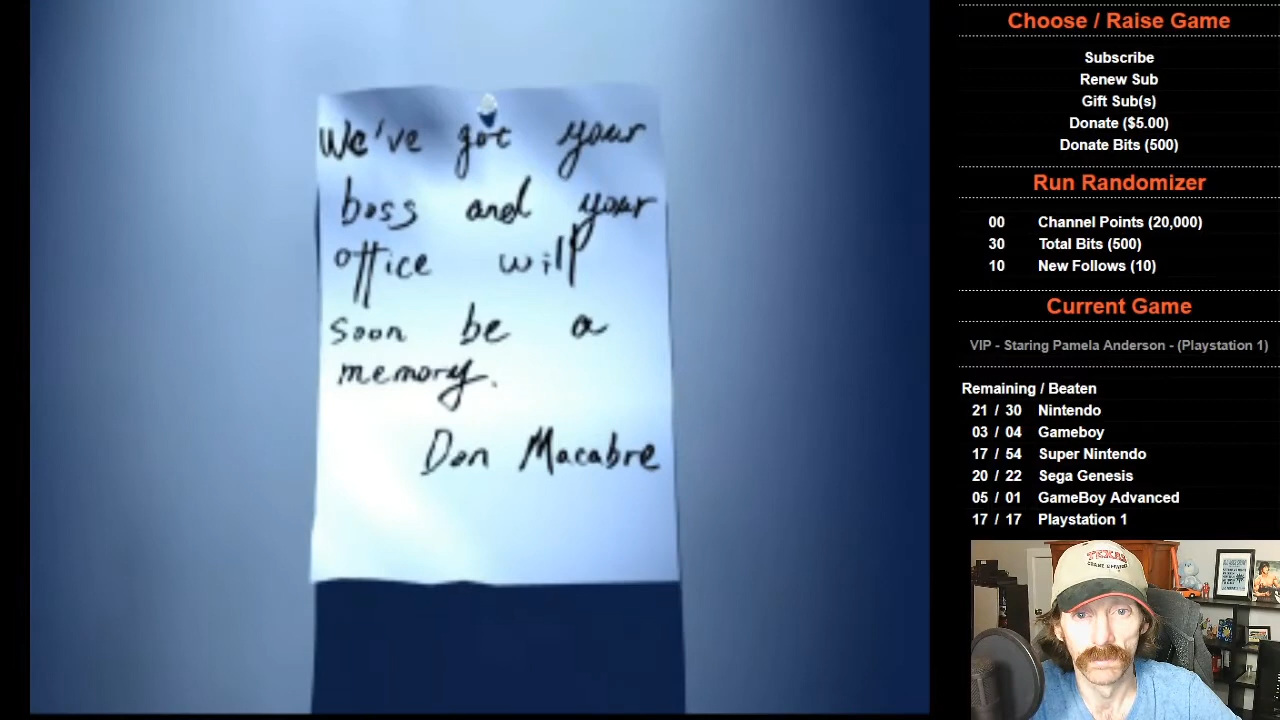 We've got your
boss and your
office will
soon be a
memory.
Don Macabre
Choose / Raise Game
Subscribe
Renew Sub
Gift Sub(s)
Donate ($5.00)
Donate Bits (500)
Run Randomizer
00 Channel Points (20,000)
30 Total Bits (500)
10 New Follows (10)
Current Game
VIP - Staring Pamela Anderson - (Playstation 1)
Remaining / Beaten
21 / 30 Nintendo
03 / 04 Gameboy
17 / 54 Super Nintendo
20 / 22 Sega Genesis
05 / 01 GameBoy Advanced
17 / 17 Playstation 1
TEXAS